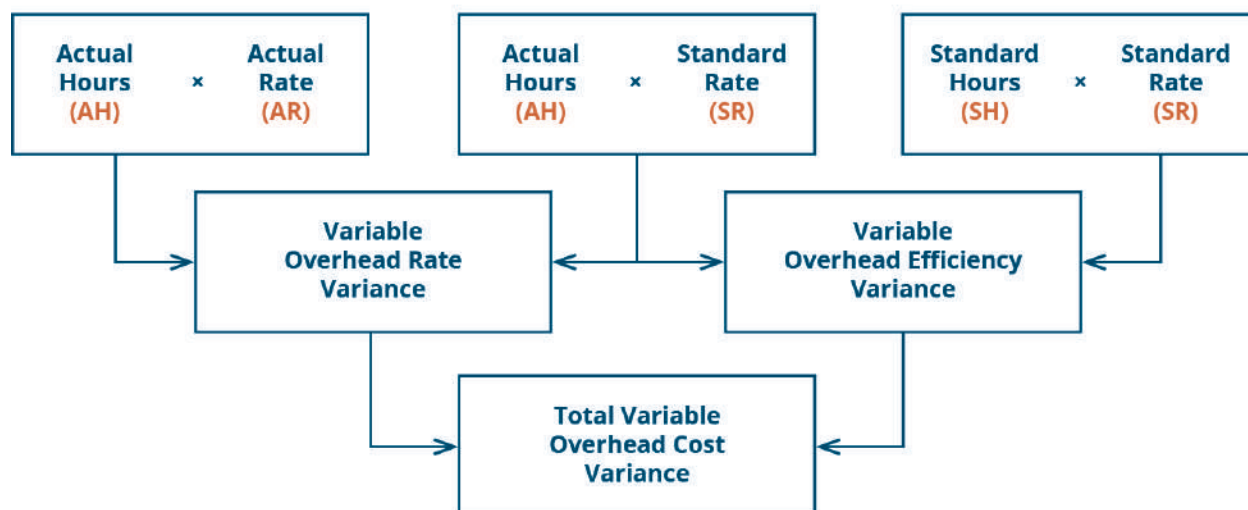 Actual
Hours
(AH)
×
Actual
Rate
(AR)
Actual
Hours
(AH)
×
Standard
Rate
(SR)
Standard
Hours
(SH)
×
Standard
Rate
(SR)
Variable
Overhead Rate
Variance
Variable
Overhead Efficiency
Variance
Total Variable
Overhead Cost
Variance